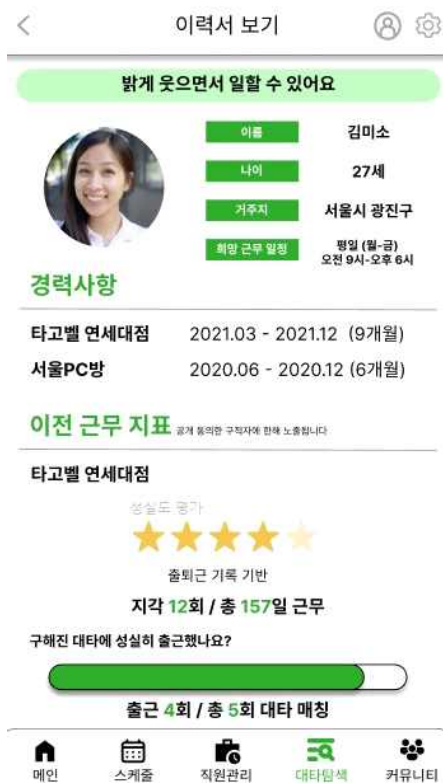 이력서 보기
밝게 웃으면서 일할 수 있어요
이름 김미소
나이 27세
거주지 서울시 광진구
희망 근무 일정 평일 (월-금)
오전 9시-오후 6시
경력사항
타고벨 연세대점 2021.03 - 2021.12 (9개월)
서울PC방 2020.06 - 2020.12 (6개월)
이전 근무 지표 공개 동의한 구직자에 한해 노출됩니다
타고벨 연세대점
성실도 평가
출퇴근 기록 기반
지각 12회 / 총 157일 근무
구해진 대타에 성실히 출근했나요?
출근 4회 / 총 5회 대타 매칭
메인 스케줄 직원관리 대타탐색 커뮤니티